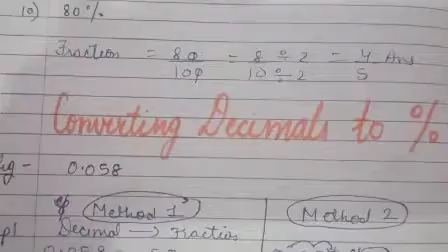 10) 80%
Fraction = 80/100 = 8÷2/10÷2 = 4/5 Ans
Converting Decimals to %
eg - 0.058
Method 1 Method 2
Decimal → Fraction